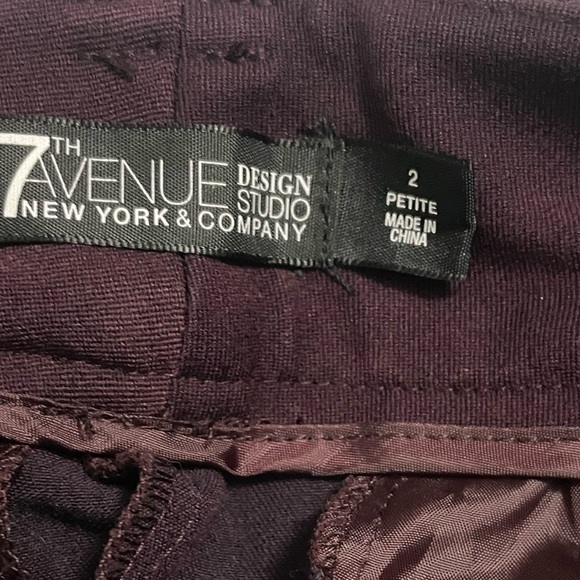 7TH
AVENUE DESIGN STUDIO
NEW YORK & COMPANY
2
PETITE
MADE IN
CHINA